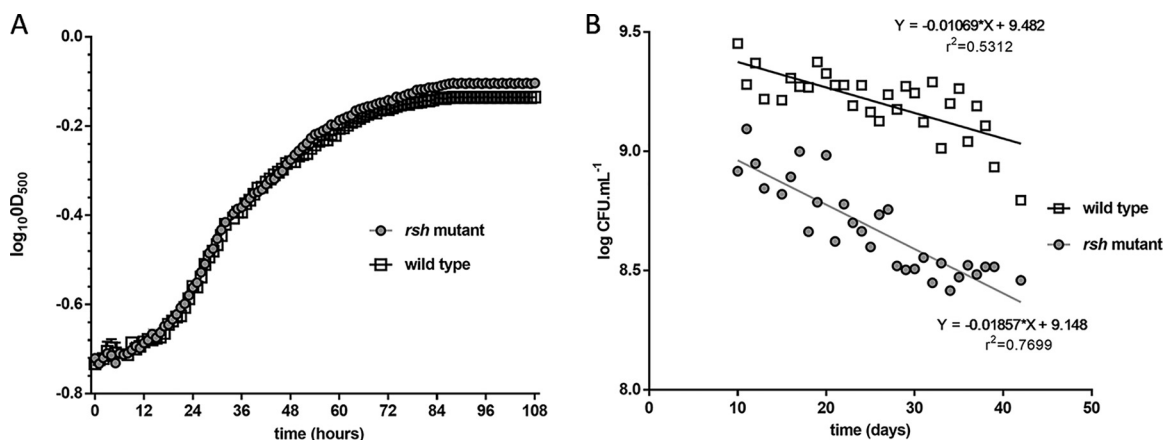 A
0.0
-0.2
-0.4
-0.6
-0.8
log₁₀0D₅₀₀
rsh mutant
wild type
0 12 24 36 48 60 72 84 96 108
time (hours)
B
Y = -0.01069*X + 9.482
r²=0.5312
9.5
9.0
8.5
8.0
log CFU.mL⁻¹
wild type
rsh mutant
Y = -0.01857*X + 9.148
r²=0.7699
0 10 20 30 40 50
time (days)